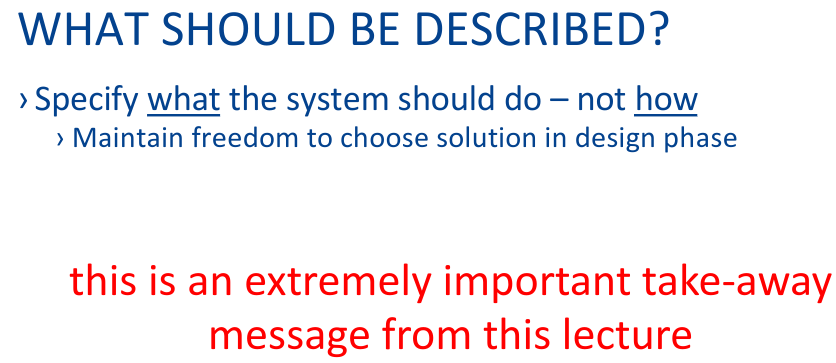 WHAT SHOULD BE DESCRIBED?
› Specify what the system should do – not how
› Maintain freedom to choose solution in design phase
this is an extremely important take-away
message from this lecture